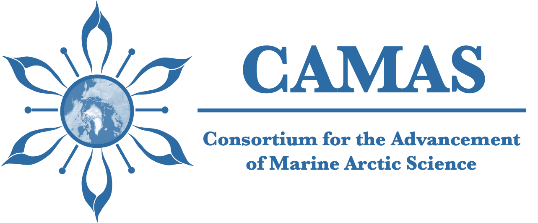 CAMAS
Consortium for the Advancement
of Marine Arctic Science